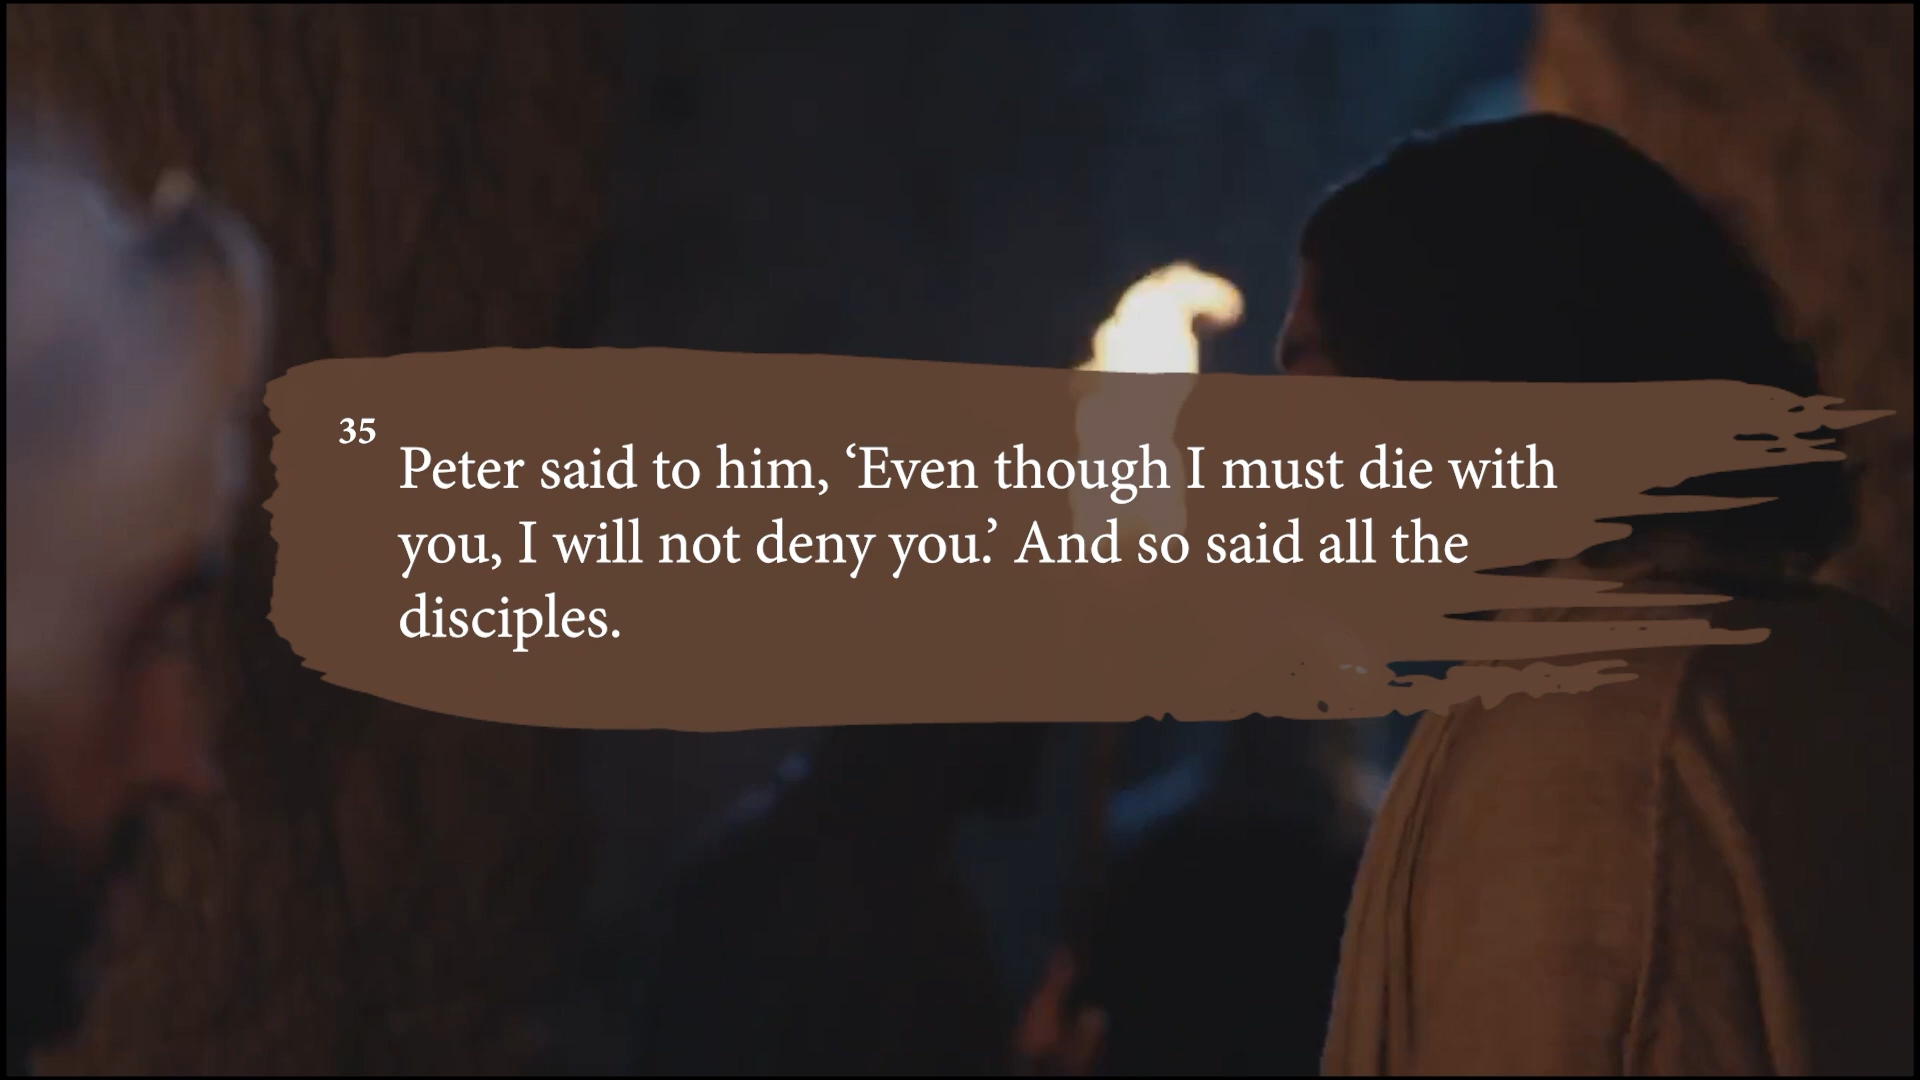 35
Peter said to him, ‘Even though I must die with
you, I will not deny you.’ And so said all the
disciples.